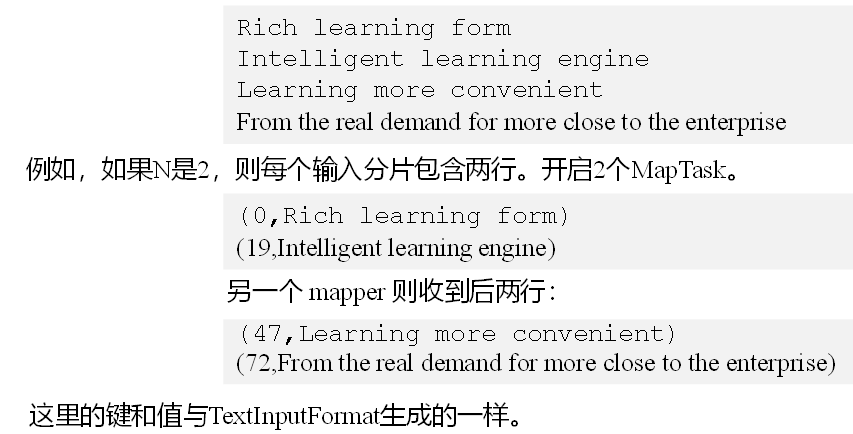 Rich learning form
Intelligent learning engine
Learning more convenient
From the real demand for more close to the enterprise
例如，如果N是2，则每个输入分片包含两行。开启2个MapTask。
(0,Rich learning form)
(19,Intelligent learning engine)
另一个 mapper 则收到后两行：
(47,Learning more convenient)
(72,From the real demand for more close to the enterprise)
这里的键和值与TextInputFormat生成的一样。